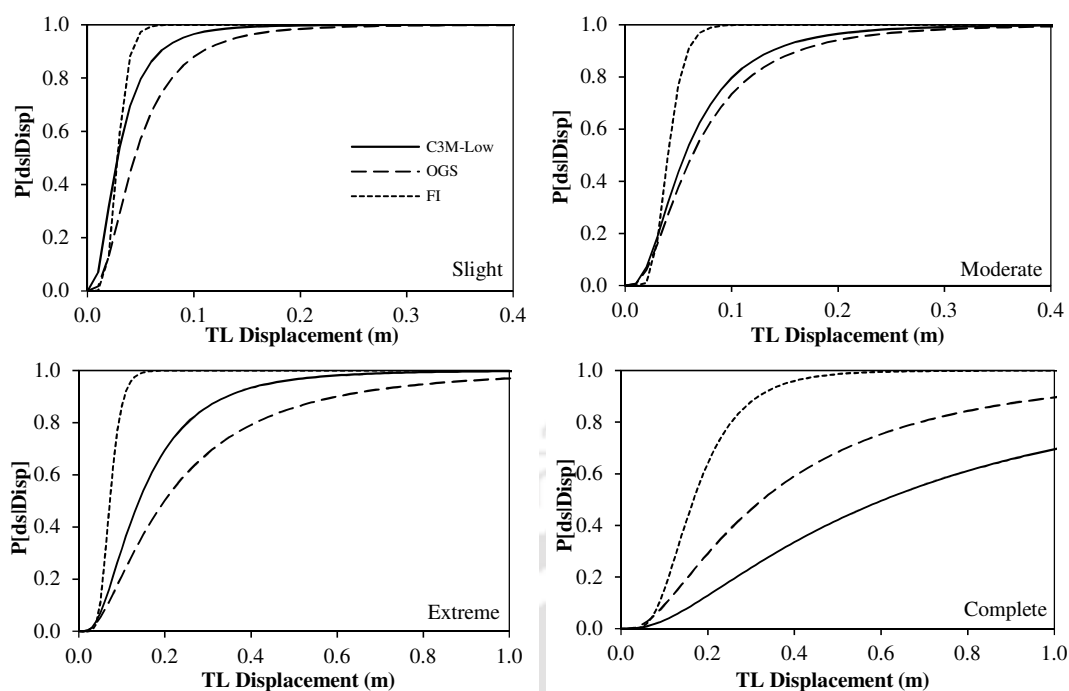 1.0
0.8
0.6
0.4
0.2
0.0
P[ds|Disp]
C3M-Low
OGS
FI
Slight
0.0 0.1 0.2 0.3 0.4
TL Displacement (m)
1.0
0.8
0.6
0.4
0.2
0.0
P[ds|Disp]
Moderate
0.0 0.1 0.2 0.3 0.4
TL Displacement (m)
1.0
0.8
0.6
0.4
0.2
0.0
P[ds|Disp]
Extreme
0.0 0.2 0.4 0.6 0.8 1.0
TL Displacement (m)
1.0
0.8
0.6
0.4
0.2
0.0
P[ds|Disp]
Complete
0.0 0.2 0.4 0.6 0.8 1.0
TL Displacement (m)